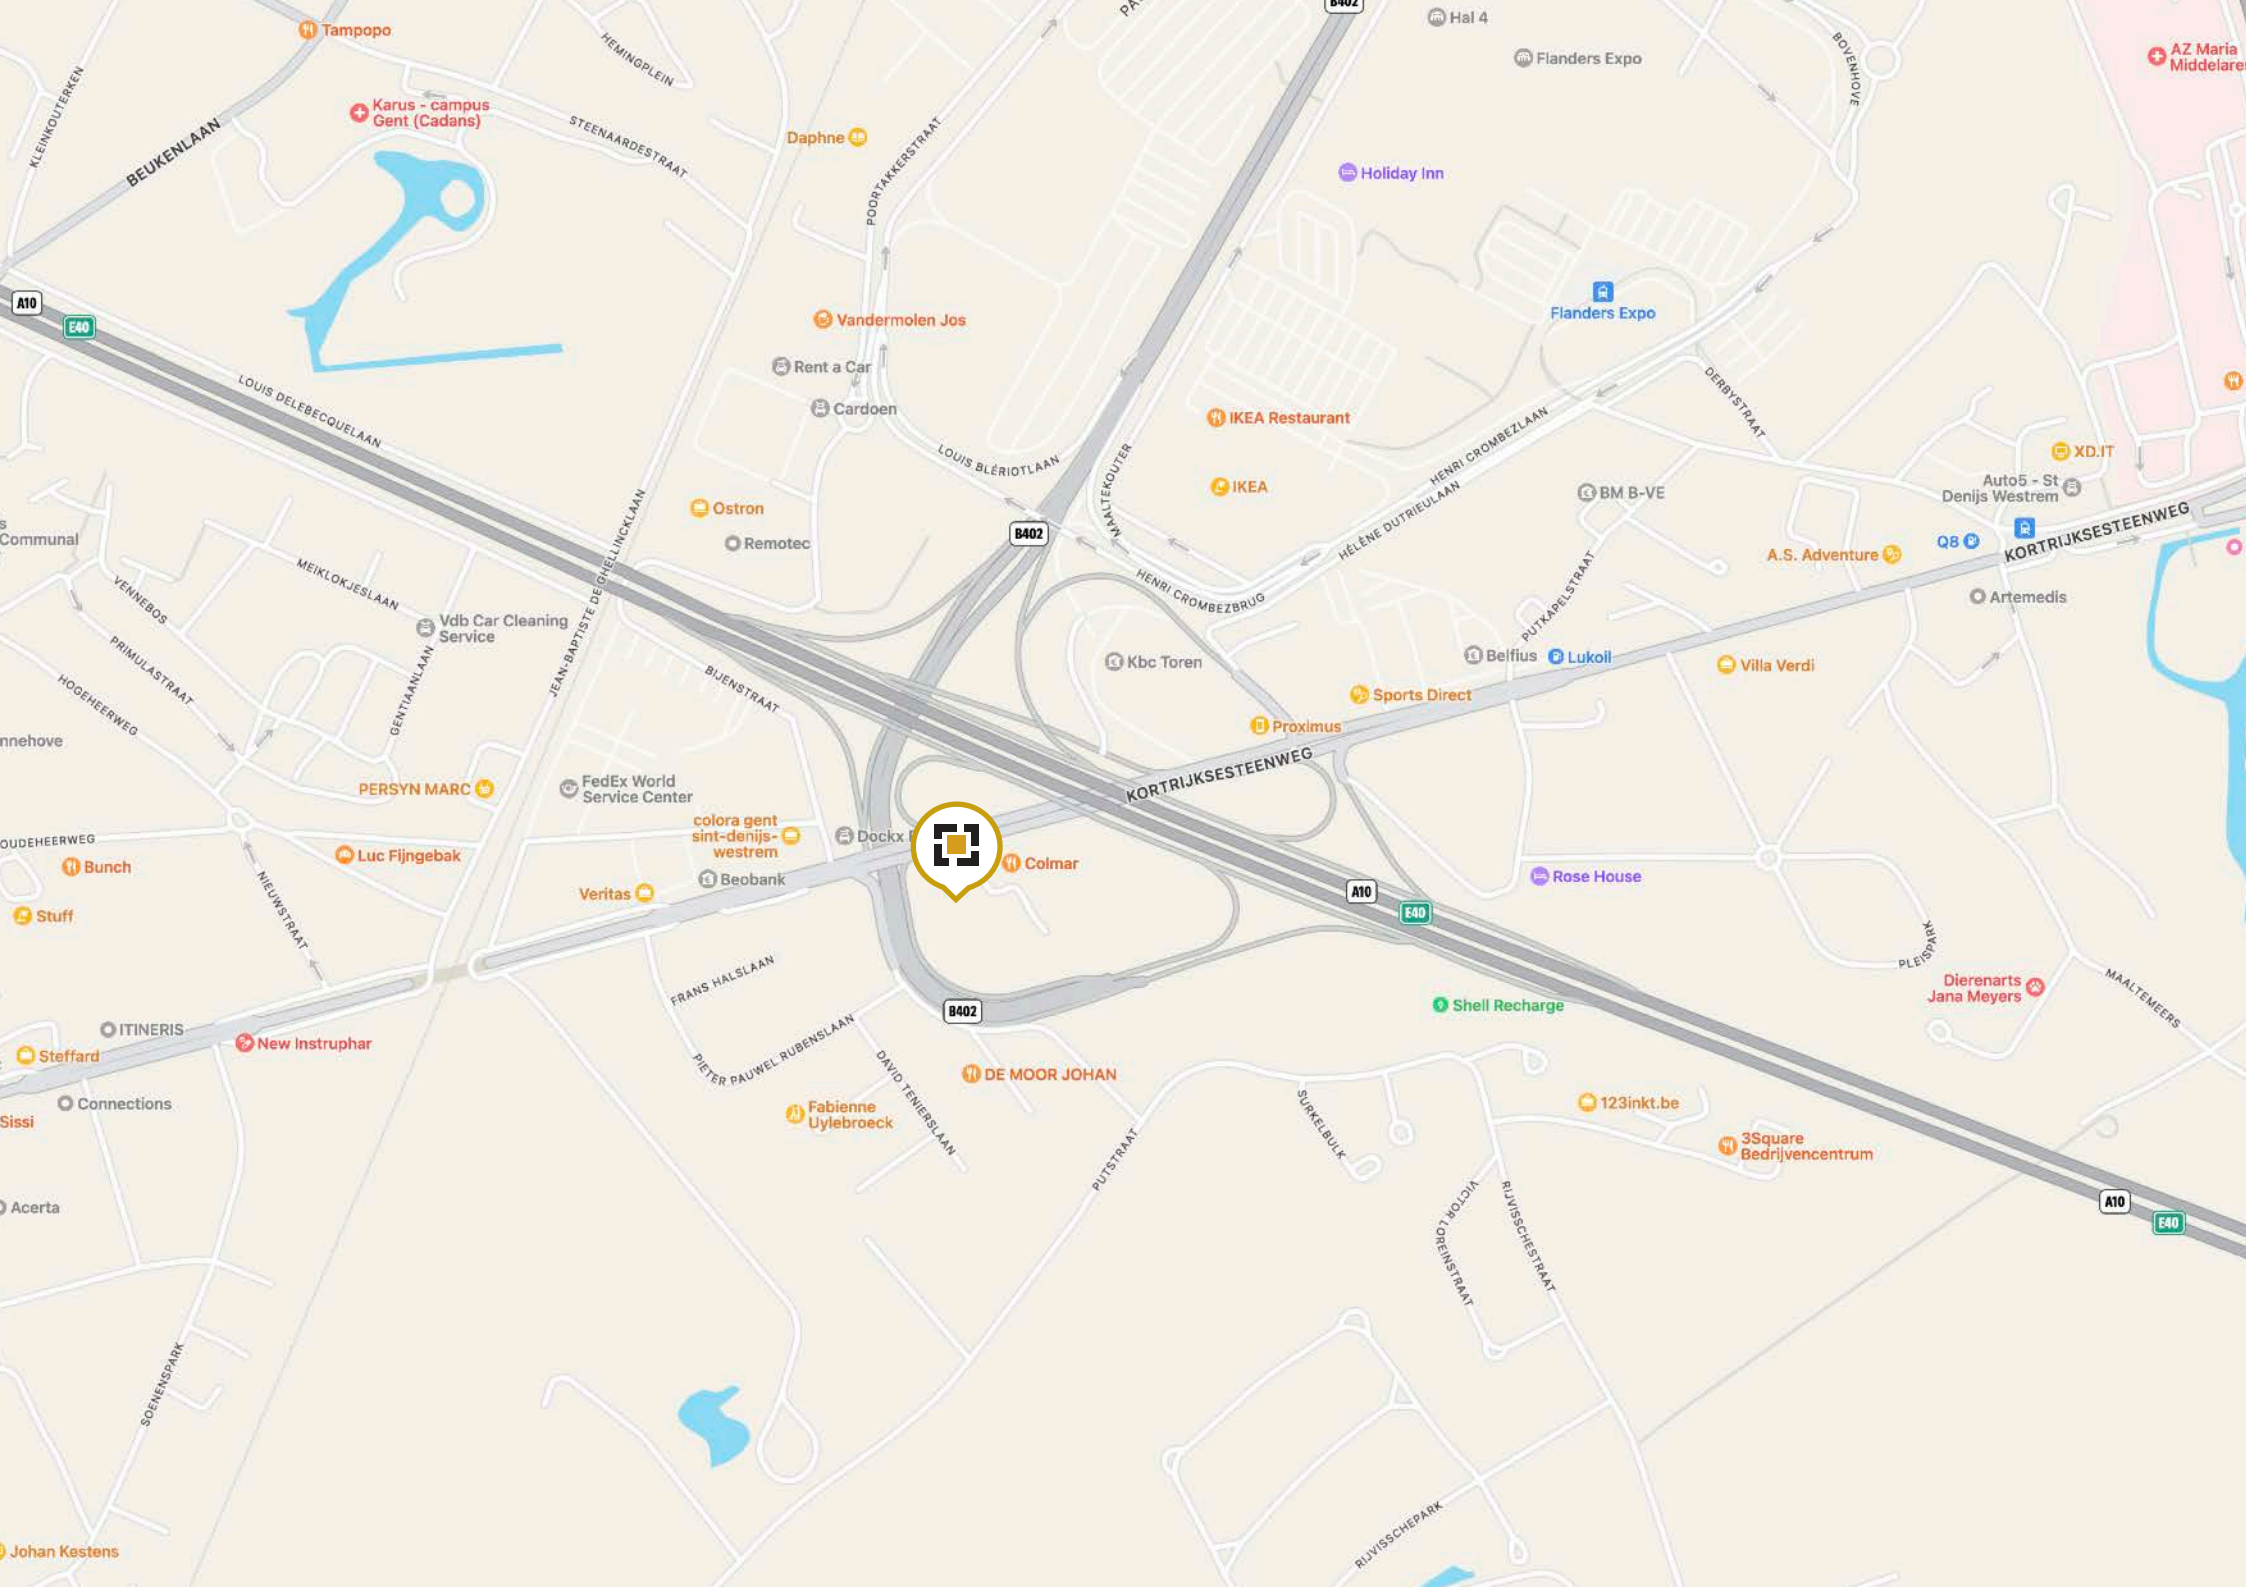 B402
Hal 4
Flanders Expo
Tampopo
HEMINGPLEIN
BOVENHOVE
AZ Maria
Middelare
KLEINKOUTERKEN
BEUKENLAAN
Karus - campus
Gent (Cadans)
STEENAARDESTRAAT
Daphne
POORTAKKERSTRAAT
Holiday Inn
A10
E40
Flanders Expo
Vandermolen Jos
Rent a Car
Cardoen
LOUIS DELEBECQUELAAN
LOUIS BLÉRIOTLAAN
MAALTEKOUTER
IKEA Restaurant
IKEA
HENRI CROMBEZLAAN
HÉLÈNE DUTRIEULAAN
DERBYSTRAAT
XD.IT
Auto5 - St
Denijs Westrem
BM B-VE
Ostron
Remotec
B402
Communal
A.S. Adventure
Q8
KORTRIJKSESTEENWEG
Artemedis
HENRI CROMBEZBRUG
PUTKAPELSTRAAT
MEIKLOKJESLAAN
VENNEBOS
Vdb Car Cleaning
Service
JEAN-BAPTISTE DE GHELLINCKLAAN
PRIMULASTRAAT
HOGEHEERWEG
GENTIAANLAAN
BIJENSTRAAT
Kbc Toren
Belfius
Lukoil
Villa Verdi
Sports Direct
Proximus
nnehove
PERSYN MARC
FedEx World
Service Center
KORTRIJKSESTEENWEG
colora gent
sint-denijs-
westrem
Dockx
OUDEHEERWEG
Bunch
Luc Fijngebak
Colmar
Beobank
Veritas
Stuff
NIEUWSTRAAT
A10
E40
Rose House
PLEISPARK
FRANS HALSLAAN
Dierenarts
Jana Meyers
MAALTEMEERS
B402
Shell Recharge
ITINERIS
New Instruphar
Steffard
PIETER PAUWEL RUBENSLAAN
DAVID TENIERSLAAN
DE MOOR JOHAN
Connections
Sissi
Fabienne
Uylebroeck
123inkt.be
3Square
Bedrijvencentrum
SURKELBULK
PUTSTRAAT
Acerta
VICTOR LOREINSTRAAT
RIJVISSCHESTRAAT
A10
E40
SOENENSPARK
RIJVISSCHEPARK
Johan Kestens